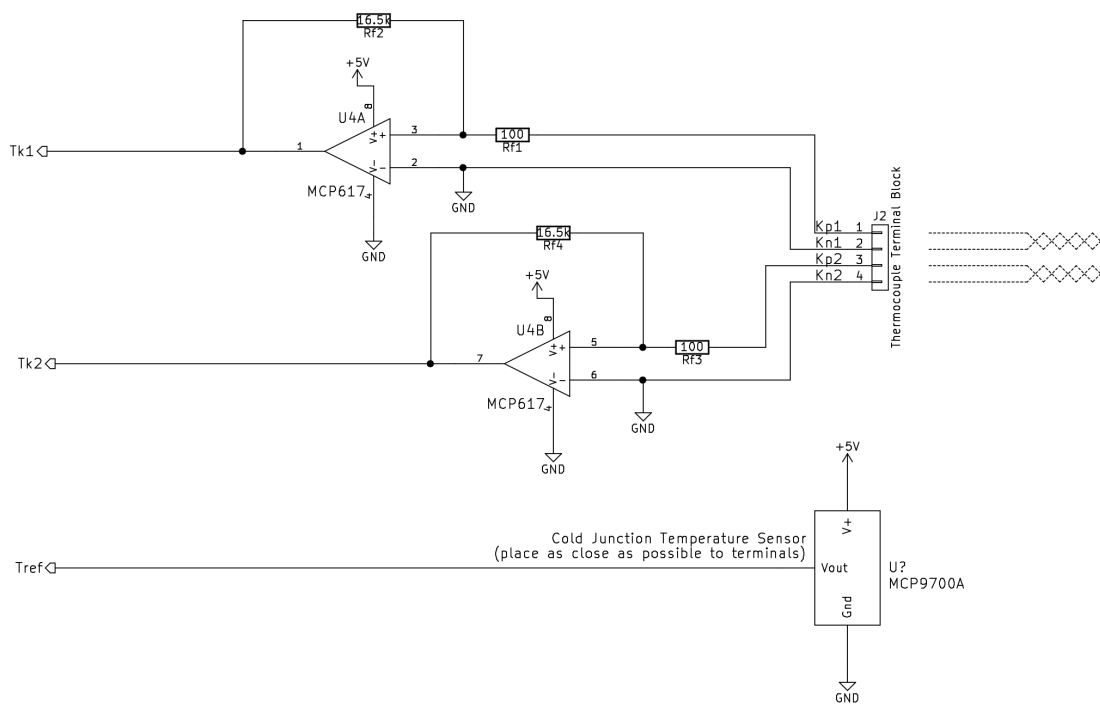 16.5k
Rf2
+5V
8
U4A
V+
+
3
100
Rf1
Tk1
1
2
V-
-
MCP617
4
GND
GND
Thermocouple Terminal Block
J2
Kp1 1
Kn1 2
Kp2 3
Kn2 4
16.5k
Rf4
+5V
8
U4B
V+
+
5
100
Rf3
Tk2
7
6
V-
-
MCP617
4
GND
GND
+5V
V+
Cold Junction Temperature Sensor
(place as close as possible to terminals)
Tref
Vout
U?
MCP9700A
Gnd
GND